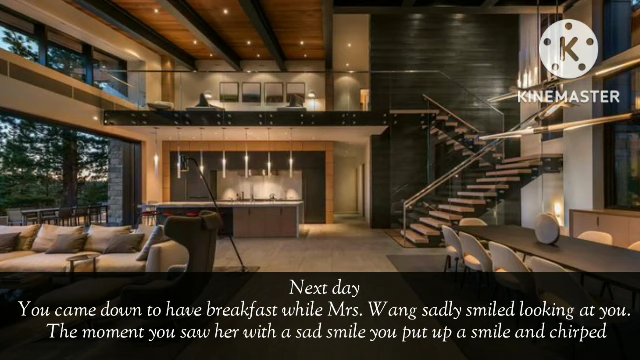 K
KINEMASTER
Next day
You came down to have breakfast while Mrs. Wang sadly smiled looking at you.
The moment you saw her with a sad smile you put up a smile and chirped